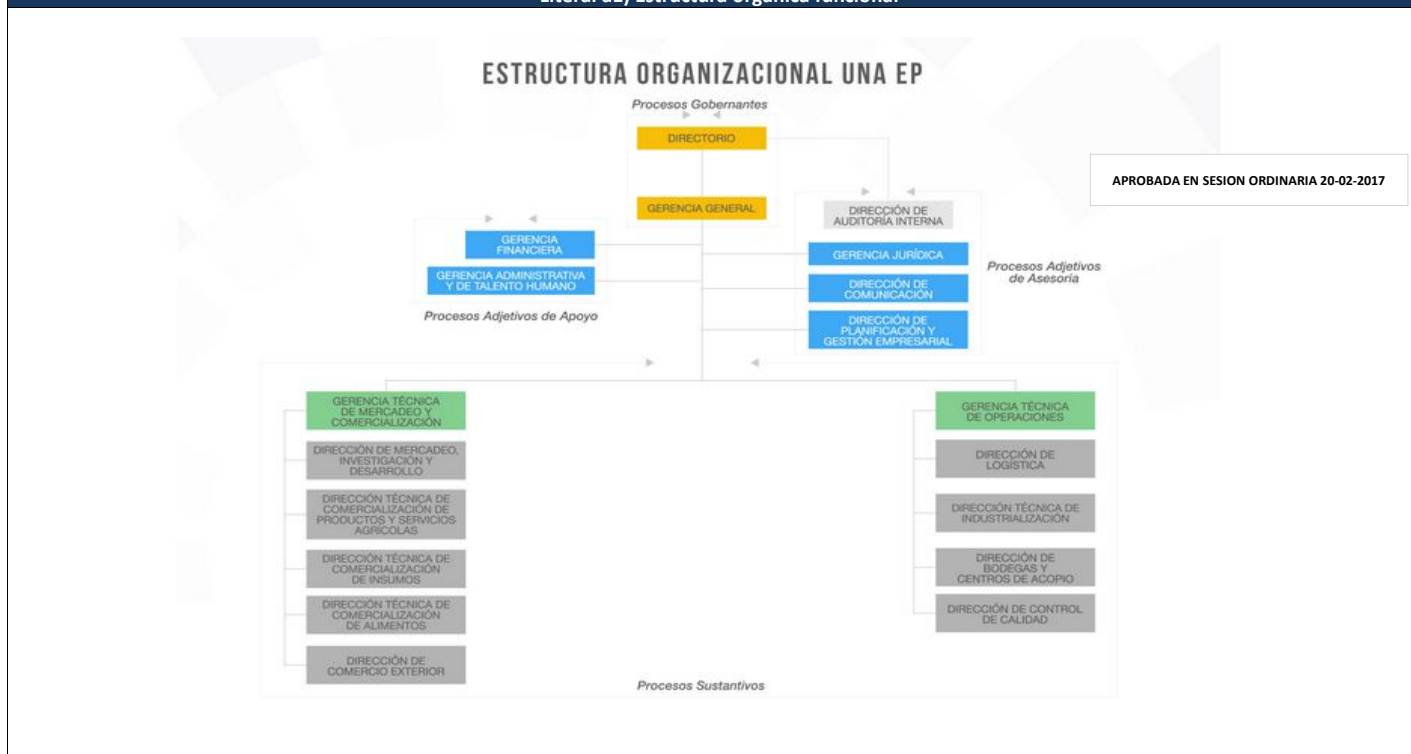 Literal a1) Estructura orgánica funcional
ESTRUCTURA ORGANIZACIONAL UNA EP
Procesos Gobernantes
DIRECTORIO
APROBADA EN SESION ORDINARIA 20-02-2017
GERENCIA GENERAL
DIRECCIÓN DE
AUDITORÍA INTERNA
GERENCIA
FINANCIERA
GERENCIA ADMINISTRATIVA
Y DE TALENTO HUMANO
Procesos Adjetivos de Apoyo
GERENCIA JURÍDICA
DIRECCIÓN DE
COMUNICACIÓN
DIRECCIÓN DE
PLANIFICACIÓN Y
GESTIÓN EMPRESARIAL
Procesos Adjetivos
de Asesoría
GERENCIA TÉCNICA
DE MERCADEO Y
COMERCIALIZACIÓN
DIRECCIÓN DE MERCADEO,
INVESTIGACIÓN Y
DESARROLLO
DIRECCIÓN TÉCNICA DE
COMERCIALIZACIÓN DE
PRODUCTOS Y SERVICIOS
AGRÍCOLAS
DIRECCIÓN TÉCNICA DE
COMERCIALIZACIÓN
DE INSUMOS
DIRECCIÓN TÉCNICA DE
COMERCIALIZACIÓN
DE ALIMENTOS
DIRECCIÓN DE
COMERCIO EXTERIOR
GERENCIA TÉCNICA
DE OPERACIONES
DIRECCIÓN DE
LOGÍSTICA
DIRECCIÓN TÉCNICA DE
INDUSTRIALIZACIÓN
DIRECCIÓN DE
BODEGAS Y
CENTROS DE ACOPIO
DIRECCIÓN DE CONTROL
DE CALIDAD
Procesos Sustantivos